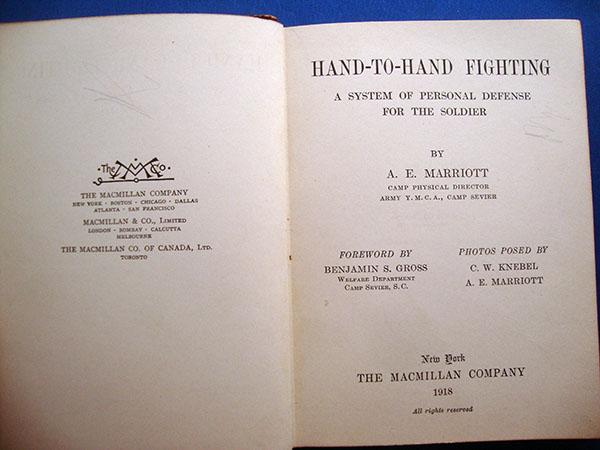 The M Co.
THE MACMILLAN COMPANY
NEW YORK · BOSTON · CHICAGO · DALLAS
ATLANTA · SAN FRANCISCO
MACMILLAN & CO., LIMITED
LONDON · BOMBAY · CALCUTTA
MELBOURNE
THE MACMILLAN CO. OF CANADA, LTD.
TORONTO
HAND-TO-HAND FIGHTING
A SYSTEM OF PERSONAL DEFENSE
FOR THE SOLDIER
BY
A. E. MARRIOTT
CAMP PHYSICAL DIRECTOR
ARMY Y. M. C. A., CAMP SEVIER
FOREWORD BY
BENJAMIN S. GROSS
WELFARE DEPARTMENT
CAMP SEVIER, S.C.
PHOTOS POSED BY
C. W. KNEBEL
A. E. MARRIOTT
New York
THE MACMILLAN COMPANY
1918
All rights reserved